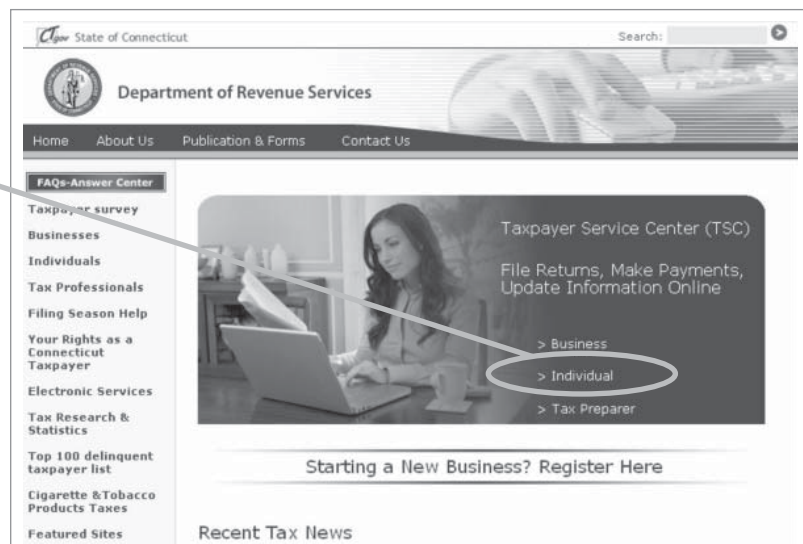 CT.gov State of Connecticut
Search:
Department of Revenue Services
Home About Us Publication & Forms Contact Us
FAQs-Answer Center
Taxpayer survey
Businesses
Individuals
Tax Professionals
Filing Season Help
Your Rights as a
Connecticut
Taxpayer
Electronic Services
Tax Research &
Statistics
Top 100 delinquent
taxpayer list
Cigarette &Tobacco
Products Taxes
Featured Sites
Taxpayer Service Center (TSC)
File Returns, Make Payments,
Update Information Online
> Business
> Individual
> Tax Preparer
Starting a New Business? Register Here
Recent Tax News